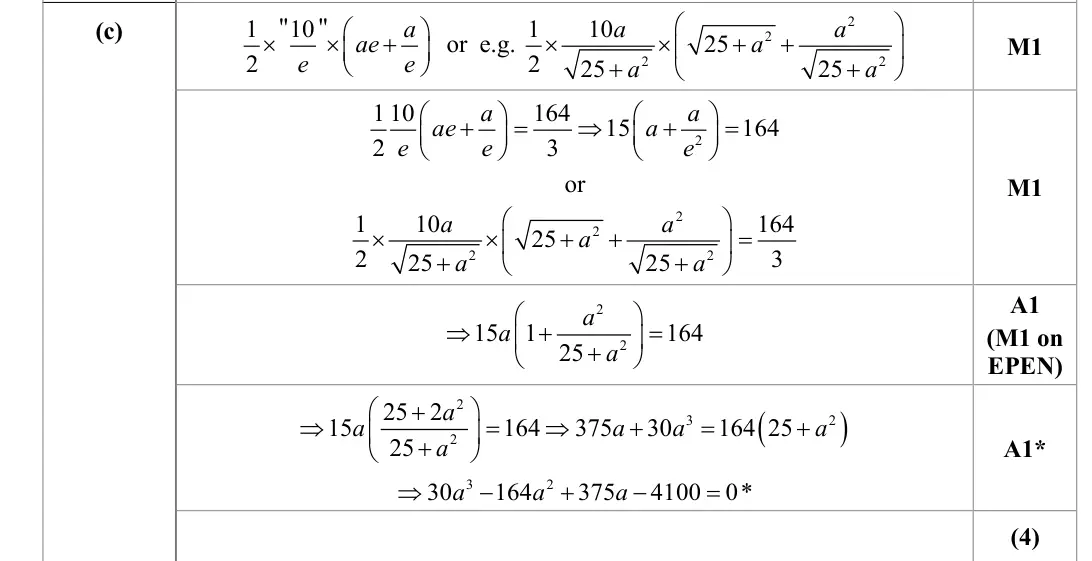 (c) 1/2 × "10"/e × (ae + a/e) or e.g. 1/2 × 10a/√(25 + a²) × (√(25 + a²) + a²/√(25 + a²)) M1
1/2 10/e (ae + a/e) = 164/3 ⇒ 15(a + a/e²) = 164
or
M1
1/2 × 10a/√(25 + a²) × (√(25 + a²) + a²/√(25 + a²)) = 164/3
⇒ 15a(1 + a²/(25 + a²)) = 164
A1
(M1 on
EPEN)
⇒ 15a((25 + 2a²)/(25 + a²)) = 164 ⇒ 375a + 30a³ = 164(25 + a²)
⇒ 30a³ − 164a² + 375a − 4100 = 0*
A1*
(4)